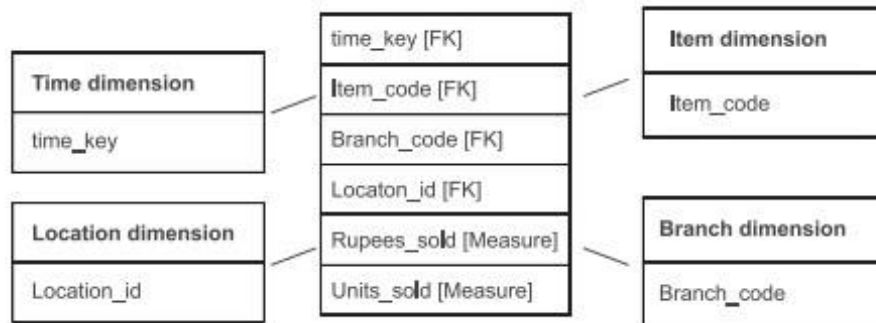 Time dimension
time_key
Location dimension
Location_id
time_key [FK]
Item_code [FK]
Branch_code [FK]
Locaton_id [FK]
Rupees_sold [Measure]
Units_sold [Measure]
Item dimension
Item_code
Branch dimension
Branch_code